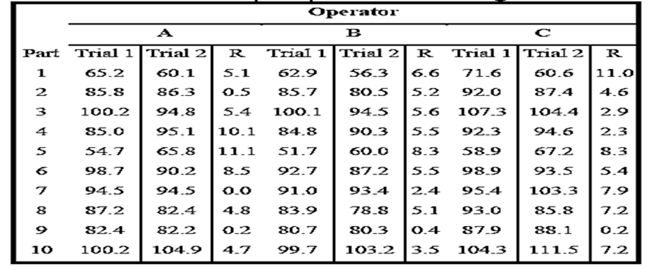 Operator
A B C
Part Trial 1 Trial 2 R Trial 1 Trial 2 R Trial 1 Trial 2 R
1 65.2 60.1 5.1 62.9 56.3 6.6 71.6 60.6 11.0
2 85.8 86.3 0.5 85.7 80.5 5.2 92.0 87.4 4.6
3 100.2 94.8 5.4 100.1 94.5 5.6 107.3 104.4 2.9
4 85.0 95.1 10.1 84.8 90.3 5.5 92.3 94.6 2.3
5 54.7 65.8 11.1 51.7 60.0 8.3 58.9 67.2 8.3
6 98.7 90.2 8.5 92.7 87.2 5.5 98.9 93.5 5.4
7 94.5 94.5 0.0 91.0 93.4 2.4 95.4 103.3 7.9
8 87.2 82.4 4.8 83.9 78.8 5.1 93.0 85.8 7.2
9 82.4 82.2 0.2 80.7 80.3 0.4 87.9 88.1 0.2
10 100.2 104.9 4.7 99.7 103.2 3.5 104.3 111.5 7.2